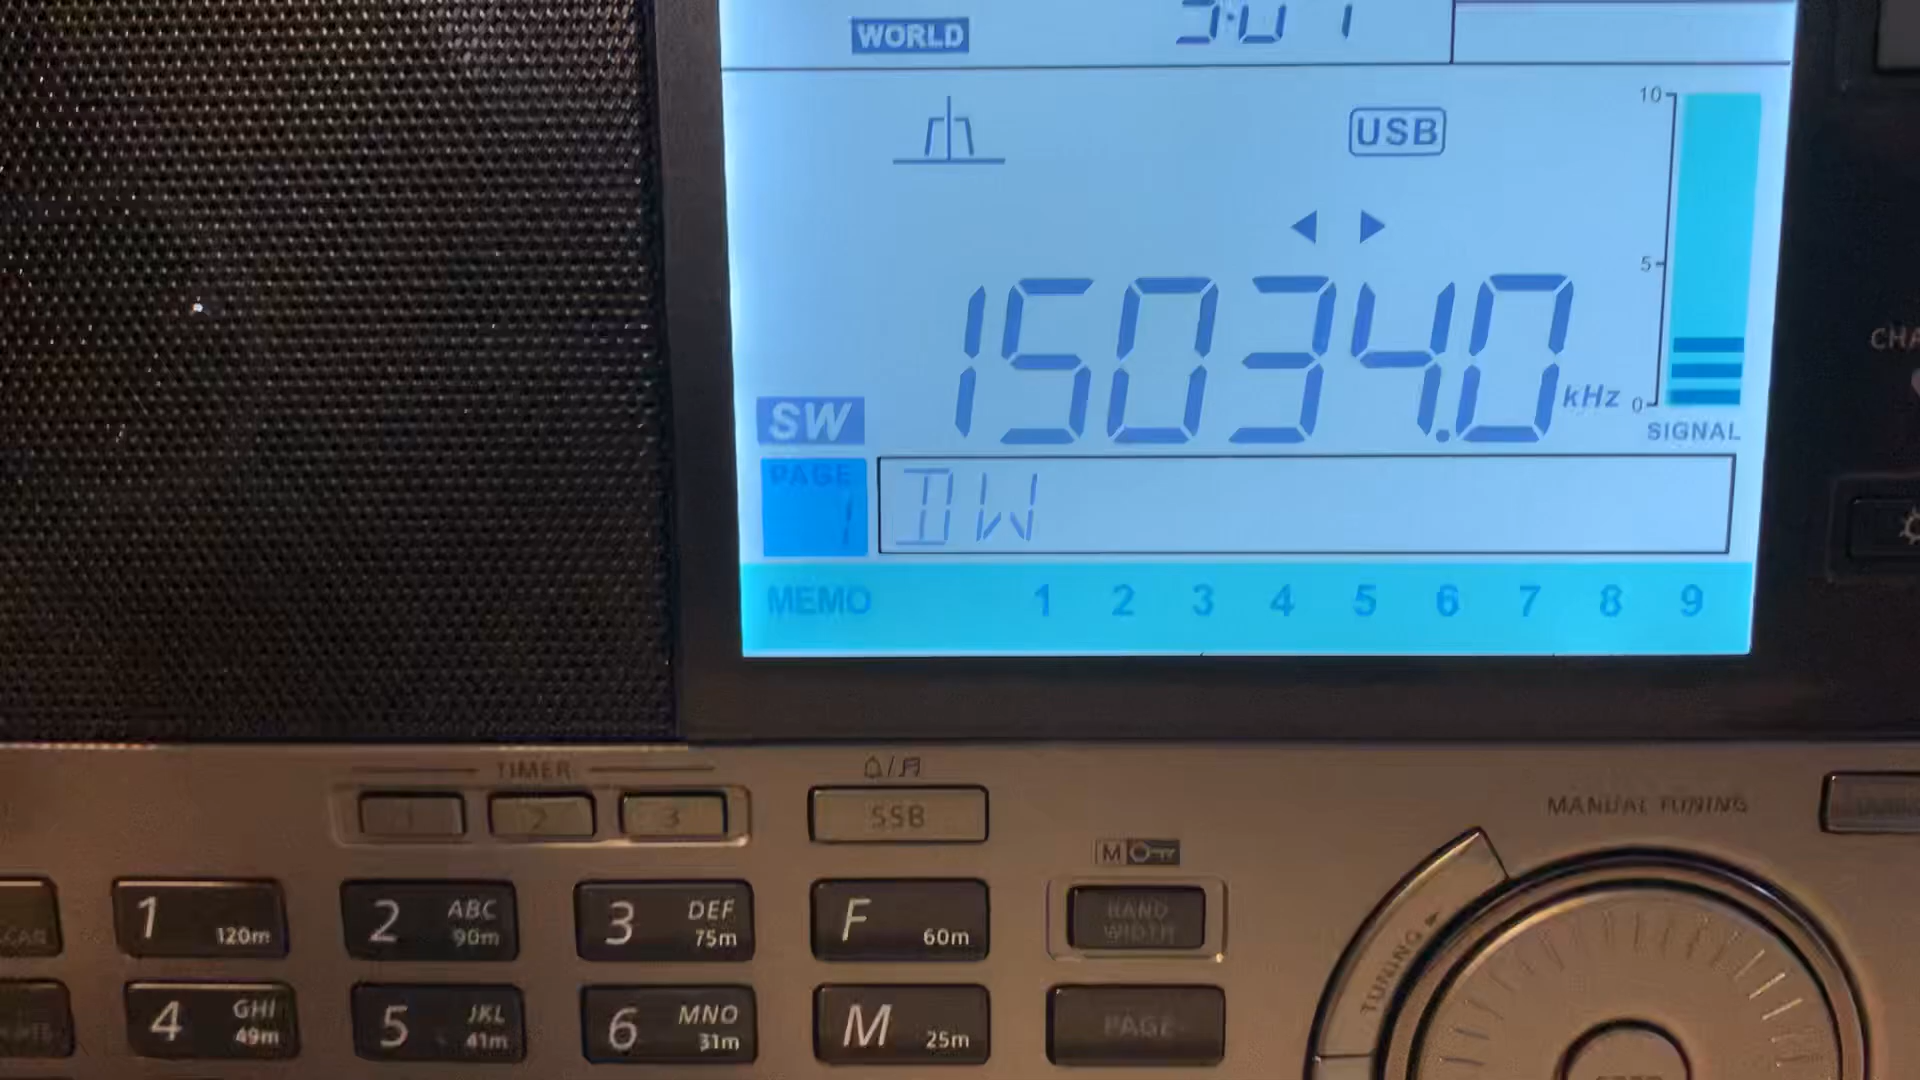 WORLD
10
USB
5
15034.0 kHz
0
SW
SIGNAL
CHA
PAGE
1
DW
MEMO 1 2 3 4 5 6 7 8 9
TIMER
1 2 3
SSB
MANUAL TUNING
M
BAND
WIDTH
1 120m
2 ABC 90m
3 DEF 75m
F 60m
TUNING
4 GHI 49m
5 JKL 41m
6 MNO 31m
M 25m
PAGE